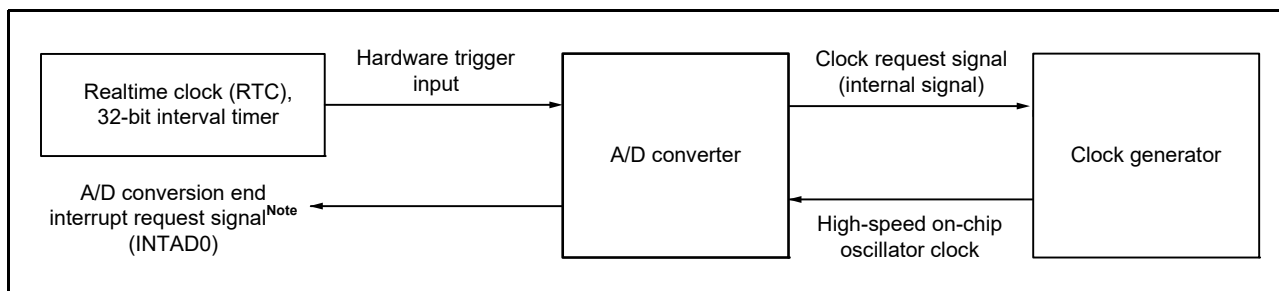 Hardware trigger
input
Clock request signal
(internal signal)
Realtime clock (RTC),
32-bit interval timer
A/D converter
Clock generator
A/D conversion end
interrupt request signalNote
(INTAD0)
High-speed on-chip
oscillator clock